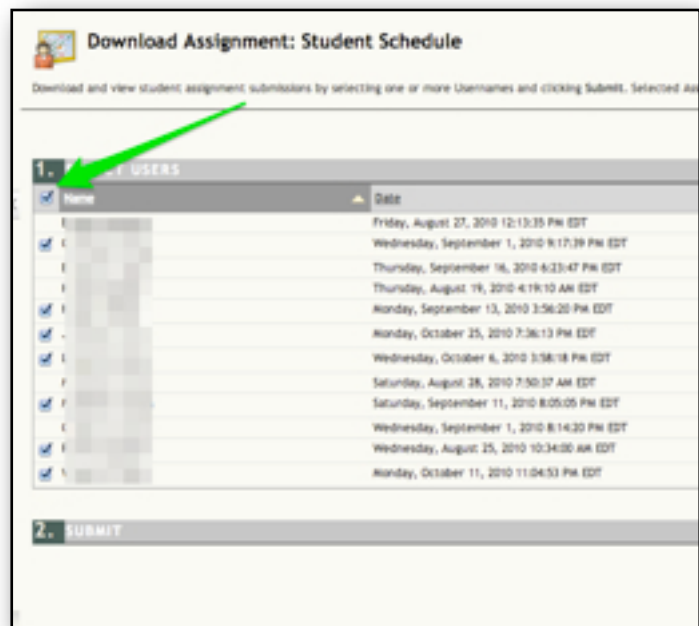 Download Assignment: Student Schedule
Download and view student assignment submissions by selecting one or more Usernames and clicking Submit. Selected
1. USERS
Name Date
Friday, August 27, 2010 12:13:35 PM EDT
Wednesday, September 1, 2010 9:17:39 PM EDT
Thursday, September 16, 2010 6:23:47 PM EDT
Thursday, August 19, 2010 4:19:10 AM EDT
Monday, September 13, 2010 3:56:20 PM EDT
Monday, October 25, 2010 7:36:13 PM EDT
Wednesday, October 6, 2010 3:58:18 PM EDT
Saturday, August 28, 2010 7:50:37 AM EDT
Saturday, September 11, 2010 8:05:05 PM EDT
Wednesday, September 1, 2010 8:14:20 PM EDT
Wednesday, August 25, 2010 10:34:00 AM EDT
Monday, October 11, 2010 11:04:53 PM EDT
2. SUBMIT